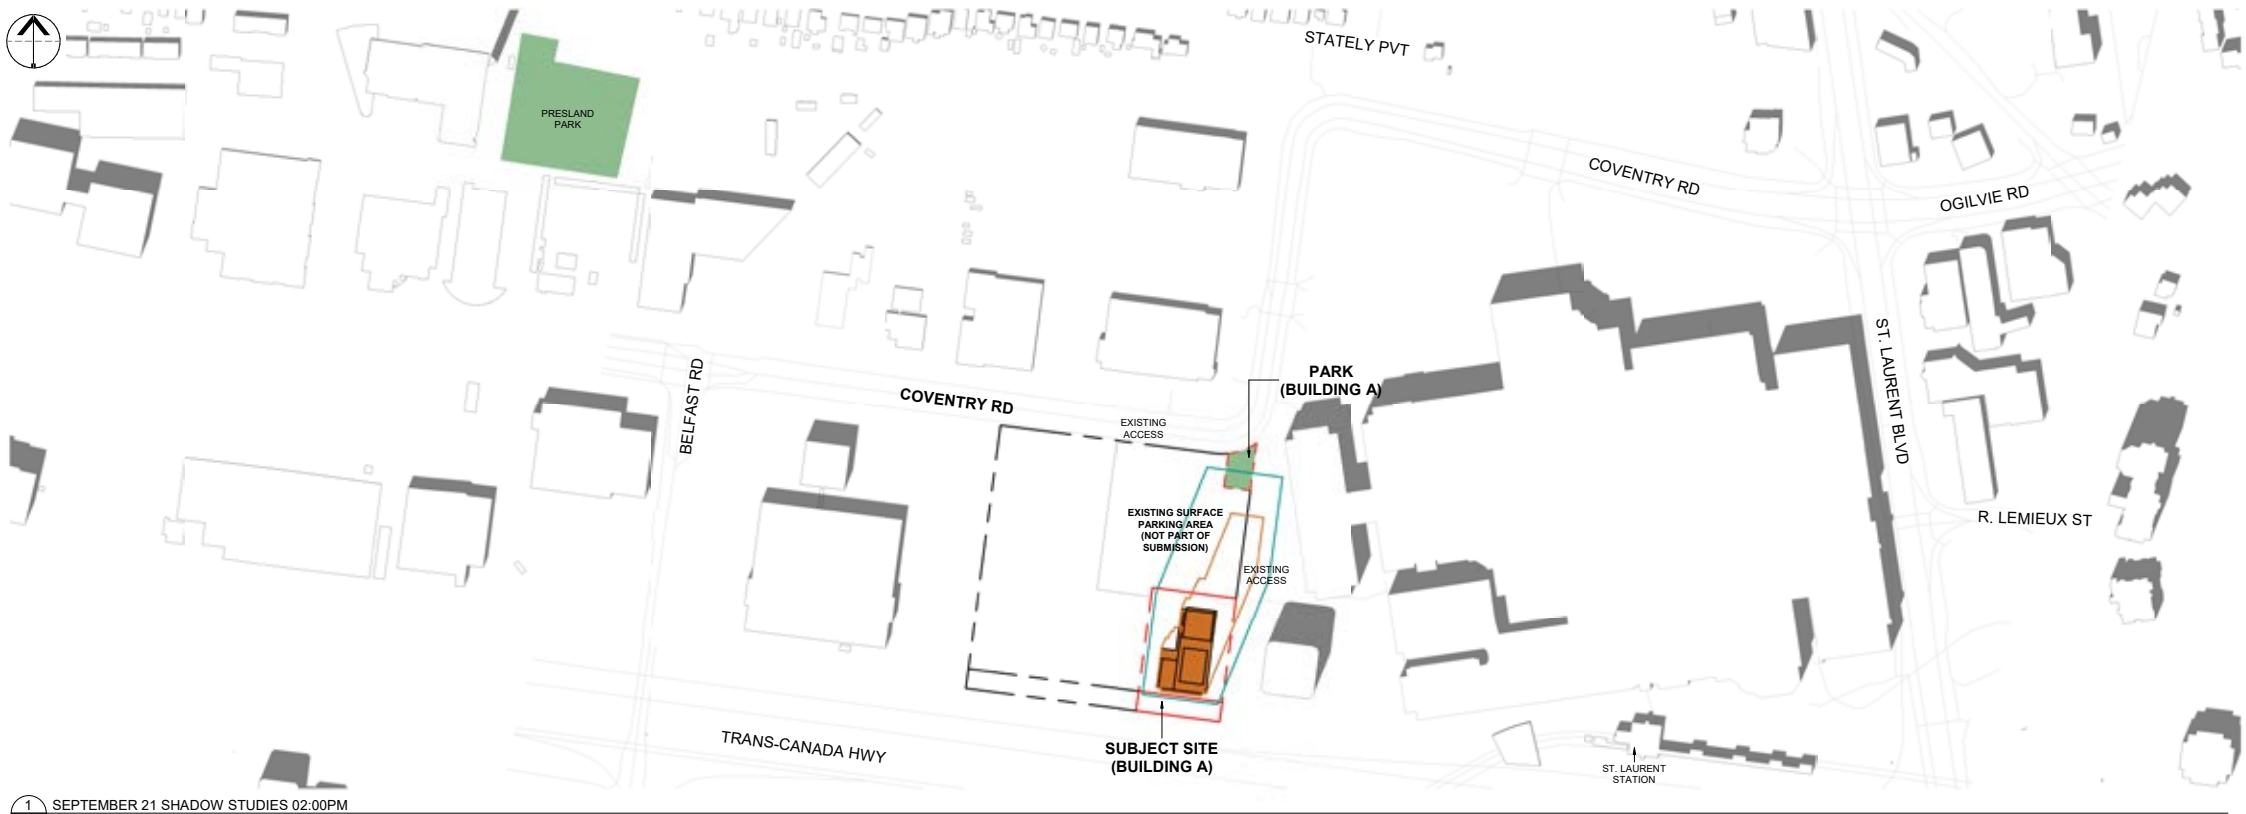 STATELY PVT
PRESLAND
PARK
COVENTRY RD
OGILVIE RD
ST. LAURENT BLVD
BELFAST RD
PARK
(BUILDING A)
COVENTRY RD
EXISTING
ACCESS
EXISTING SURFACE
PARKING AREA
(NOT PART OF
SUBMISSION)
R. LEMIEUX ST
EXISTING
ACCESS
TRANS-CANADA HWY
SUBJECT SITE
(BUILDING A)
ST. LAURENT
STATION
1 SEPTEMBER 21 SHADOW STUDIES 02:00PM